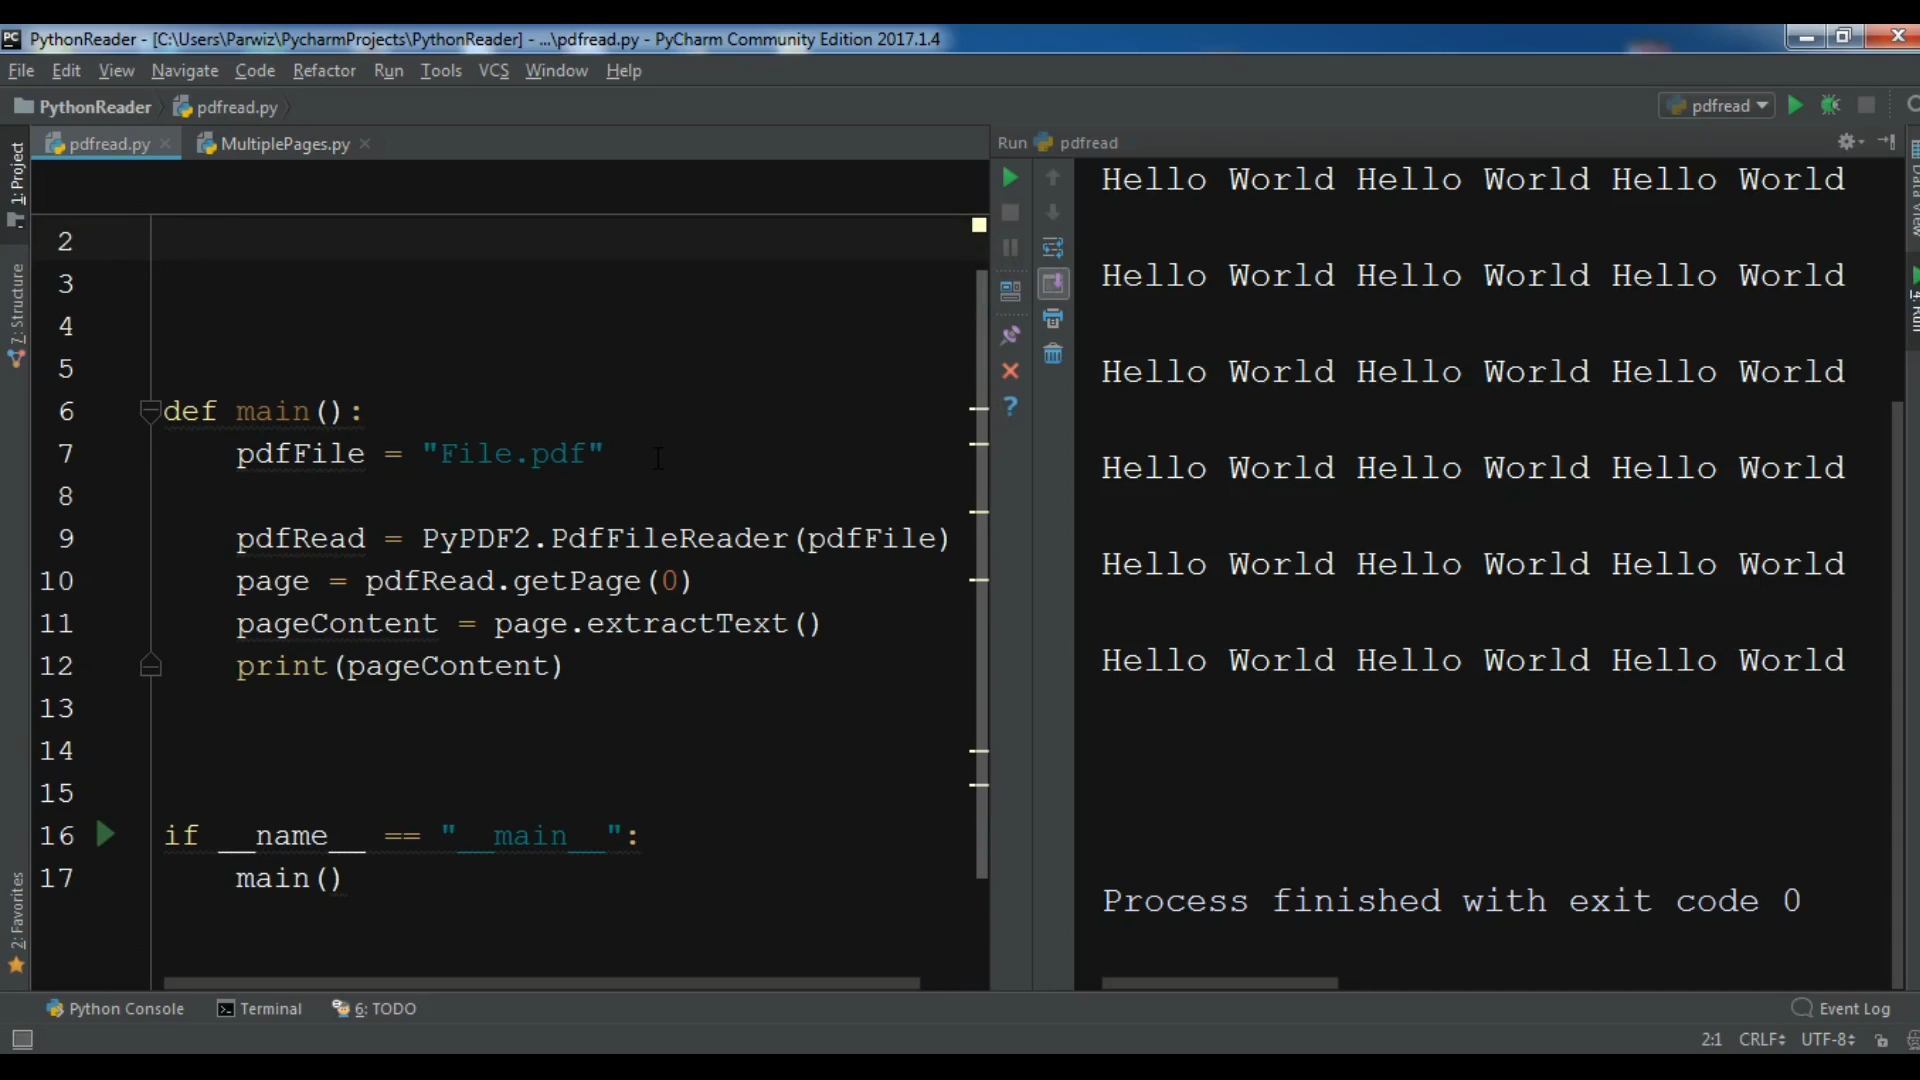 PythonReader - [C:\Users\Parwiz\PycharmProjects\PythonReader] - ...\pdfread.py - PyCharm Community Edition 2017.1.4
File Edit View Navigate Code Refactor Run Tools VCS Window Help
PythonReader pdfread.py
pdfread
pdfread.py MultiplePages.py
Run pdfread
1: Project
7: Structure
2: Favorites
2
3
4
5
6 def main():
7 pdfFile = "File.pdf"
8
9 pdfRead = PyPDF2.PdfFileReader(pdfFile)
10 page = pdfRead.getPage(0)
11 pageContent = page.extractText()
12 print(pageContent)
13
14
15
16 if __name__ == "__main__":
17 main()
Hello World Hello World Hello World
Hello World Hello World Hello World
Hello World Hello World Hello World
Hello World Hello World Hello World
Hello World Hello World Hello World
Hello World Hello World Hello World
Process finished with exit code 0
Data View
4: Run
Python Console Terminal 6: TODO
Event Log
2:1 CRLF UTF-8